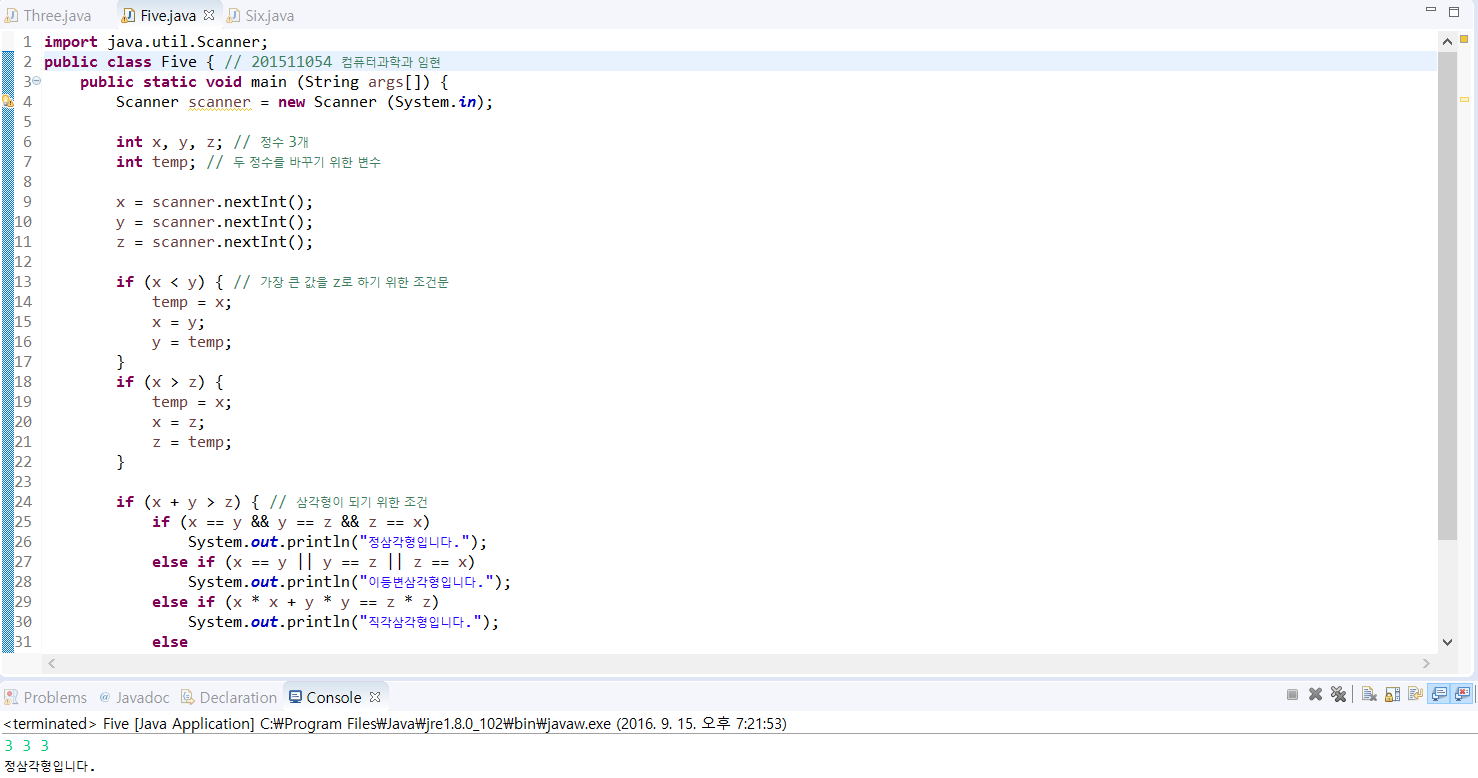 Three.java Five.java Six.java
1 import java.util.Scanner;
2 public class Five { // 201511054 컴퓨터과학과 임현
3 public static void main (String args[]) {
4 Scanner scanner = new Scanner (System.in);
5
6 int x, y, z; // 정수 3개
7 int temp; // 두 정수를 바꾸기 위한 변수
8
9 x = scanner.nextInt();
10 y = scanner.nextInt();
11 z = scanner.nextInt();
12
13 if (x < y) { // 가장 큰 값을 z로 하기 위한 조건문
14 temp = x;
15 x = y;
16 y = temp;
17 }
18 if (x > z) {
19 temp = x;
20 x = z;
21 z = temp;
22 }
23
24 if (x + y > z) { // 삼각형이 되기 위한 조건
25 if (x == y && y == z && z == x)
26 System.out.println("정삼각형입니다.");
27 else if (x == y || y == z || z == x)
28 System.out.println("이등변삼각형입니다.");
29 else if (x * x + y * y == z * z)
30 System.out.println("직각삼각형입니다.");
31 else
Problems @ Javadoc Declaration Console
<terminated> Five [Java Application] C:₩Program Files₩Java₩jre1.8.0_102₩bin₩javaw.exe (2016. 9. 15. 오후 7:21:53)
3 3 3
정삼각형입니다.